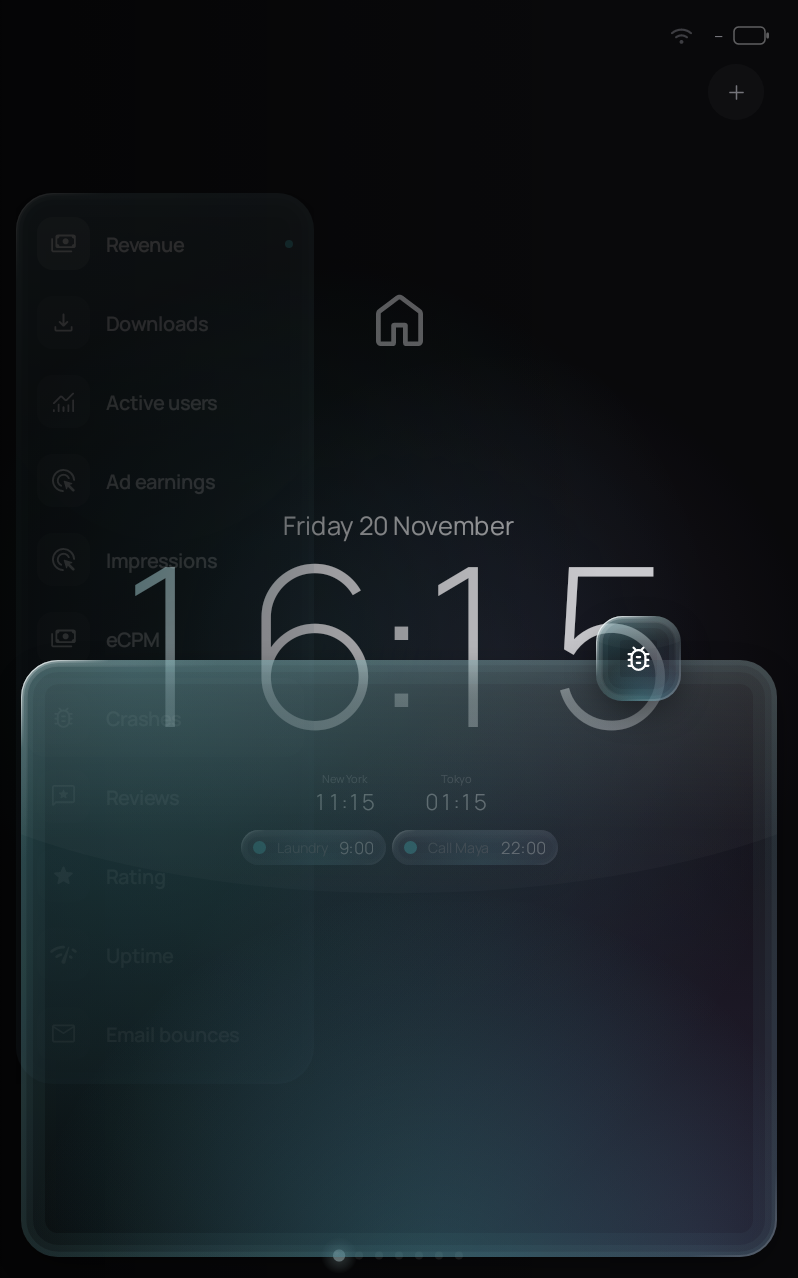 Revenue
Downloads
Active users
Ad earnings
Friday 20 November
Impressions
16:15
eCPM
Crashes
New York
Tokyo
Reviews
11:15
01:15
Laundry 9:00
Call Maya 22:00
Rating
Uptime
Email bounces